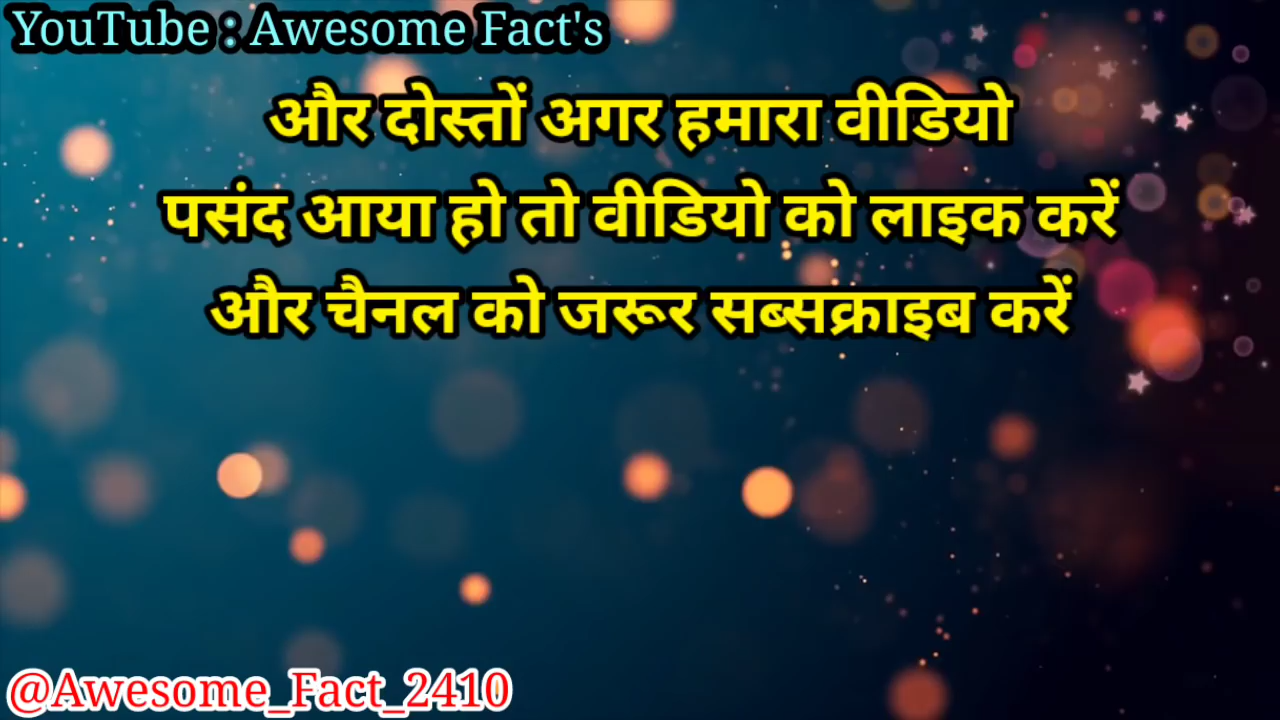 YouTube : Awesome Fact's
और दोस्तों अगर हमारा वीडियो
पसंद आया हो तो वीडियो को लाइक करें
और चैनल को जरूर सब्सक्राइब करें
@Awesome_Fact_2410